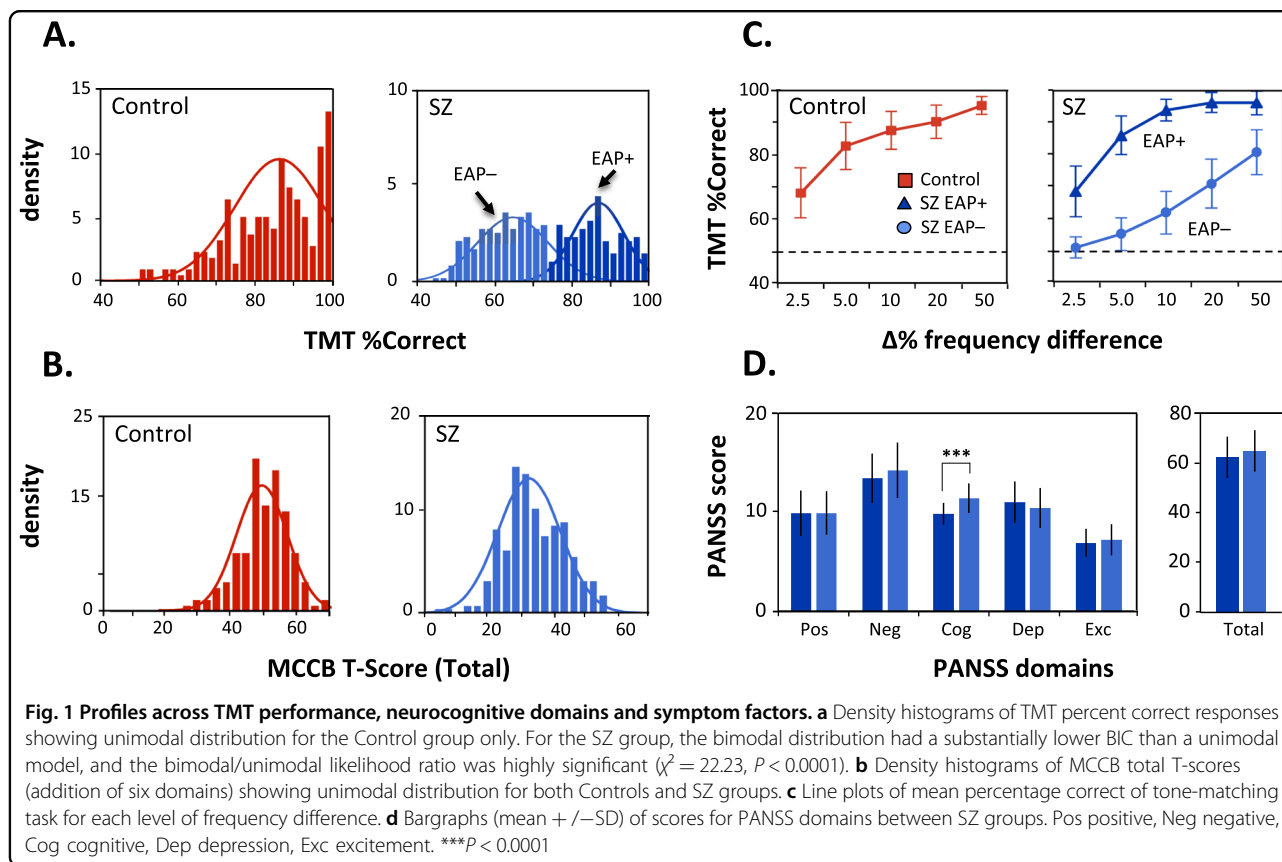 A.
15
10
5
0
density
Control
40 60 80 100
10
5
0
SZ
EAP−
EAP+
40 60 80 100
TMT %Correct
B.
25
15
0
density
Control
0 20 40 60
20
10
0
SZ
0 20 40 60
MCCB T-Score (Total)
C.
100
80
60
40
TMT %Correct
Control
Control
SZ EAP+
SZ EAP−
2.5 5.0 10 20 50
SZ
EAP+
EAP−
2.5 5.0 10 20 50
Δ% frequency difference
D.
20
10
0
PANSS score
***
Pos Neg Cog Dep Exc
80
60
40
20
0
Total
PANSS domains
Fig. 1 Profiles across TMT performance, neurocognitive domains and symptom factors. a Density histograms of TMT percent correct responses
showing unimodal distribution for the Control group only. For the SZ group, the bimodal distribution had a substantially lower BIC than a unimodal
model, and the bimodal/unimodal likelihood ratio was highly significant (χ² = 22.23, P < 0.0001). b Density histograms of MCCB total T-scores
(addition of six domains) showing unimodal distribution for both Controls and SZ groups. c Line plots of mean percentage correct of tone-matching
task for each level of frequency difference. d Bargraphs (mean + /−SD) of scores for PANSS domains between SZ groups. Pos positive, Neg negative,
Cog cognitive, Dep depression, Exc excitement. ***P < 0.0001